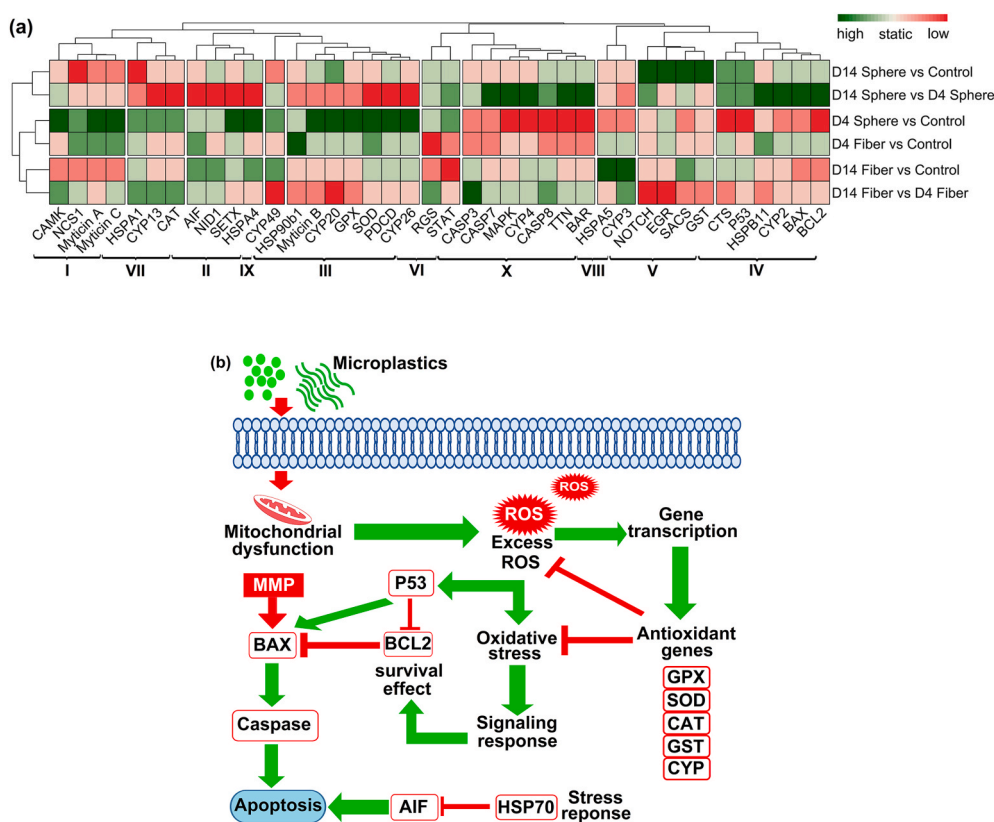 (a)
high static low
D14 Sphere vs Control
D14 Sphere vs D4 Sphere
D4 Sphere vs Control
D4 Fiber vs Control
D14 Fiber vs Control
D14 Fiber vs D4 Fiber
CAMK NCS1 Myticin A Myticin C HSPA1 CYP13 CAT AIF NID1 SETX HSPA4 CYP49 HSP90b1 Myticin B CYP20 GPX SOD PDCD CYP26 RGS STAT CASP3 CASP7 MAPK CYP4 CASP8 TTN BAR HSPA5 CYP3 NOTCH EGR SACS GST CTS P53 HSPB11 CYP2 BAX BCL2
I VII II IX III VI X VIII V IV
(b)
Microplastics
ROS
ROS
Mitochondrial
dysfunction
Excess
ROS
Gene
transcription
MMP
P53
BAX
BCL2
survival
effect
Oxidative
stress
Antioxidant
genes
GPX
SOD
CAT
GST
CYP
Caspase
Signaling
response
Apoptosis
AIF
HSP70
Stress
reponse